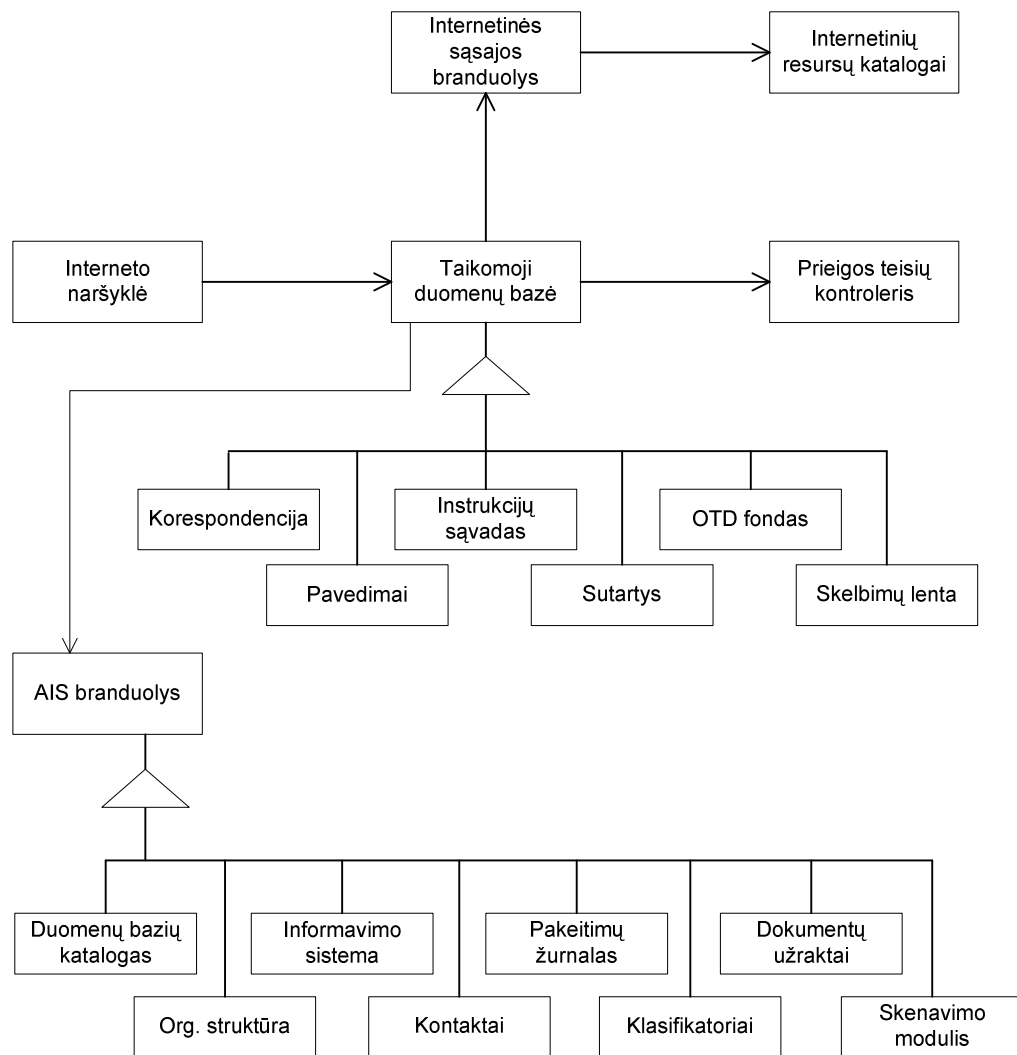 Internetinės
sąsajos
branduolys
Internetinių
resursų katalogai
Interneto
naršyklė
Taikomoji
duomenų bazė
Prieigos teisių
kontroleris
Korespondencija
Instrukcijų
sąvadas
OTD fondas
Pavedimai
Sutartys
Skelbimų lenta
AIS branduolys
Duomenų bazių
katalogas
Informavimo
sistema
Pakeitimų
žurnalas
Dokumentų
užraktai
Org. struktūra
Kontaktai
Klasifikatoriai
Skenavimo
modulis